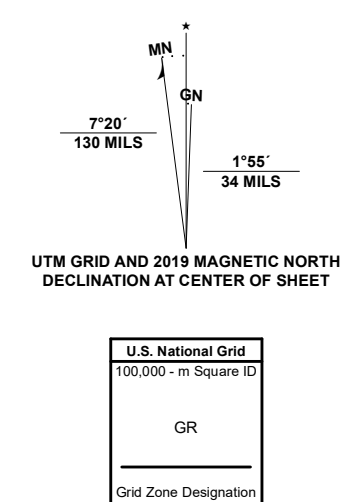 ★
MN
GN
7°20´
130 MILS
1°55´
34 MILS
UTM GRID AND 2019 MAGNETIC NORTH
DECLINATION AT CENTER OF SHEET
U.S. National Grid
100,000 - m Square ID
GR
Grid Zone Designation